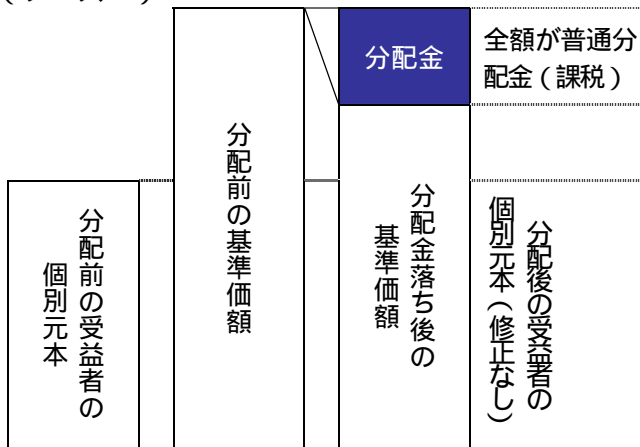 分配金
全額が普通分
配金(課税)
分配前の受益者の
個別元本
分配前の基準価額
分配金落ち後の
基準価額
分配後の受益者の
個別元本(修正なし)